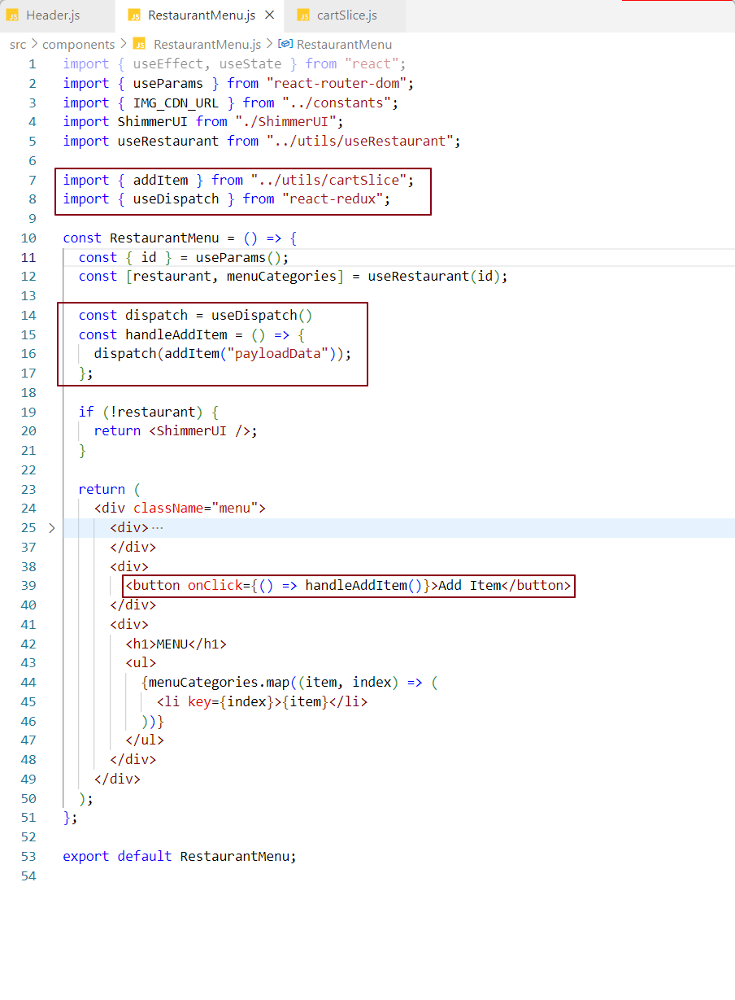 JS Header.js JS RestaurantMenu.js × JS cartSlice.js
src > components > JS RestaurantMenu.js > RestaurantMenu
1 import { useEffect, useState } from "react";
2 import { useParams } from "react-router-dom";
3 import { IMG_CDN_URL } from "../constants";
4 import ShimmerUI from "./ShimmerUI";
5 import useRestaurant from "../utils/useRestaurant";
6
7 import { addItem } from "../utils/cartSlice";
8 import { useDispatch } from "react-redux";
9
10 const RestaurantMenu = () => {
11 const { id } = useParams();
12 const [restaurant, menuCategories] = useRestaurant(id);
13
14 const dispatch = useDispatch()
15 const handleAddItem = () => {
16 dispatch(addItem("payloadData"));
17 };
18
19 if (!restaurant) {
20 return <ShimmerUI />;
21 }
22
23 return (
24 <div className="menu">
25 > <div>···
37 </div>
38 <div>
39 <button onClick={() => handleAddItem()}>Add Item</button>
40 </div>
41 <div>
42 <h1>MENU</h1>
43 <ul>
44 {menuCategories.map((item, index) => (
45 <li key={index}>{item}</li>
46 ))}
47 </ul>
48 </div>
49 </div>
50 );
51 };
52
53 export default RestaurantMenu;
54